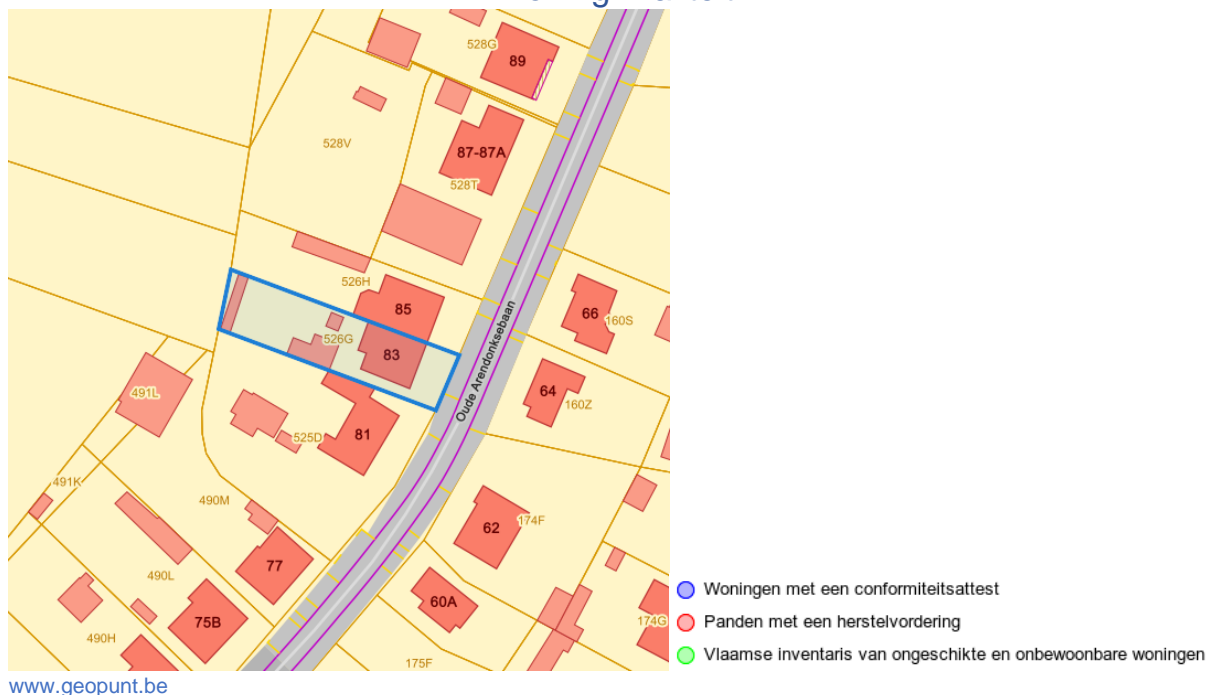 528G
89
528V
87-87A
528T
526H
85
66
160S
526G
83
Oude Arendonksebaan
491L
64
160Z
525D
81
491K
490M
62
174F
77
490L
60A
75B
174G
490H
175F
Woningen met een conformiteitsattest
Panden met een herstelvordering
Vlaamse inventaris van ongeschikte en onbewoonbare woningen
www.geopunt.be